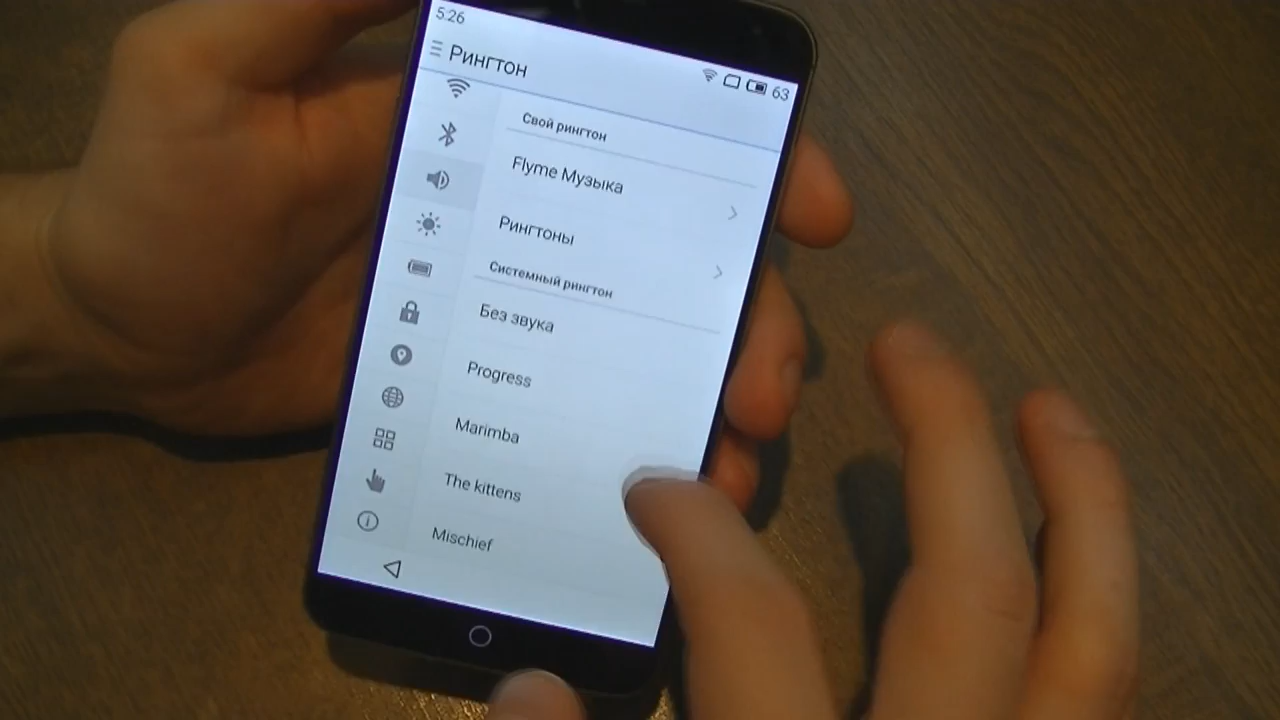 5:26
Рингтон
63
Свой рингтон
Flyme Музыка
Рингтоны
Системный рингтон
Без звука
Progress
Marimba
The kittens
Mischief